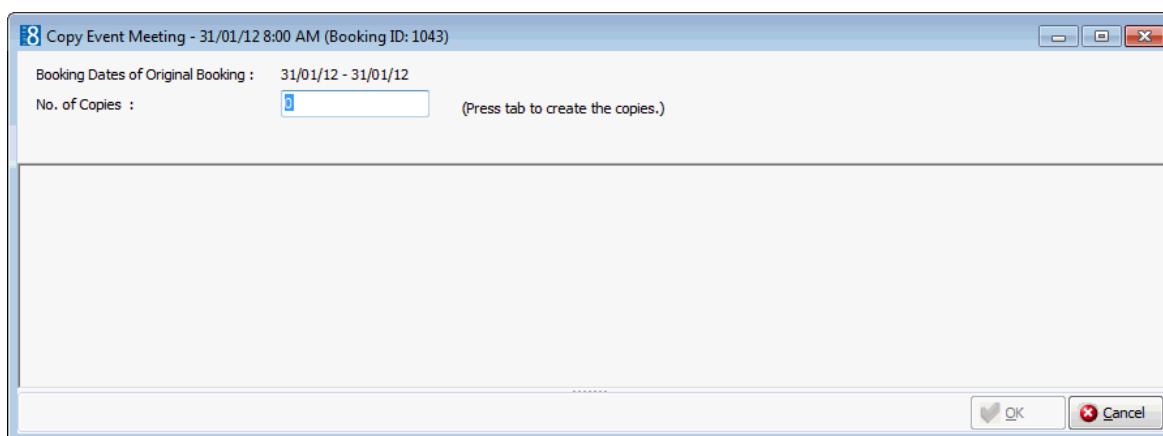 8 Copy Event Meeting - 31/01/12 8:00 AM (Booking ID: 1043)
Booking Dates of Original Booking : 31/01/12 - 31/01/12
No. of Copies : 0 (Press tab to create the copies.)
OK Cancel